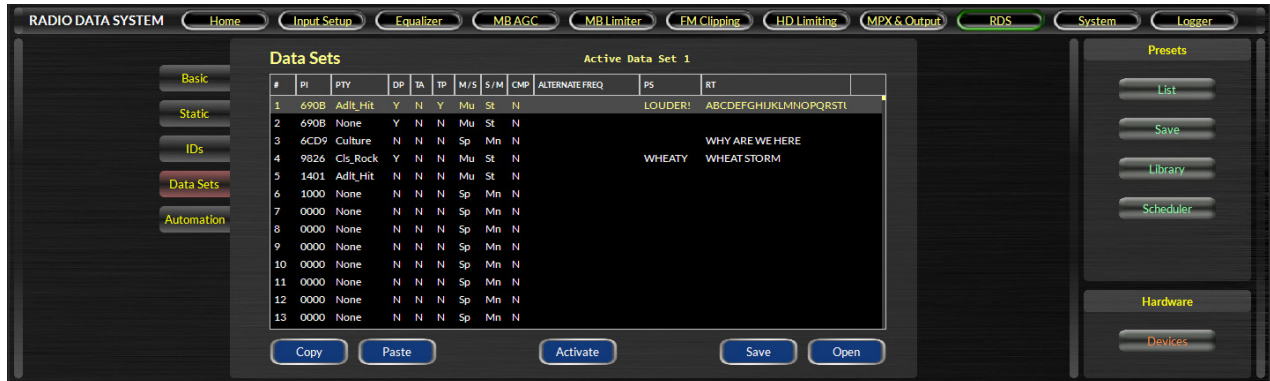 RADIO DATA SYSTEM Home Input Setup Equalizer MB AGC MB Limiter FM Clipping HD Limiting MPX & Output RDS System Logger
Basic
Static
IDs
Data Sets
Automation
Data Sets Active Data Set 1
# PI PTY DP TA TP M/S S/M CMP ALTERNATE FREQ PS RT
1 690B Adlt_Hit Y N Y Mu St N LOUDER! ABCDEFGHIJKLMNOPQRSTU
2 690B None Y N N Mu St N
3 6CD9 Culture N N N Sp Mn N WHY ARE WE HERE
4 9826 Cls_Rock Y N N Mu St N WHEATY WHEAT STORM
5 1401 Adlt_Hit N N N Mu St N
6 1000 None N N N Sp Mn N
7 0000 None N N N Sp Mn N
8 0000 None N N N Sp Mn N
9 0000 None N N N Sp Mn N
10 0000 None N N N Sp Mn N
11 0000 None N N N Sp Mn N
12 0000 None N N N Sp Mn N
13 0000 None N N N Sp Mn N
Copy Paste Activate Save Open
Presets
List
Save
Library
Scheduler
Hardware
Devices